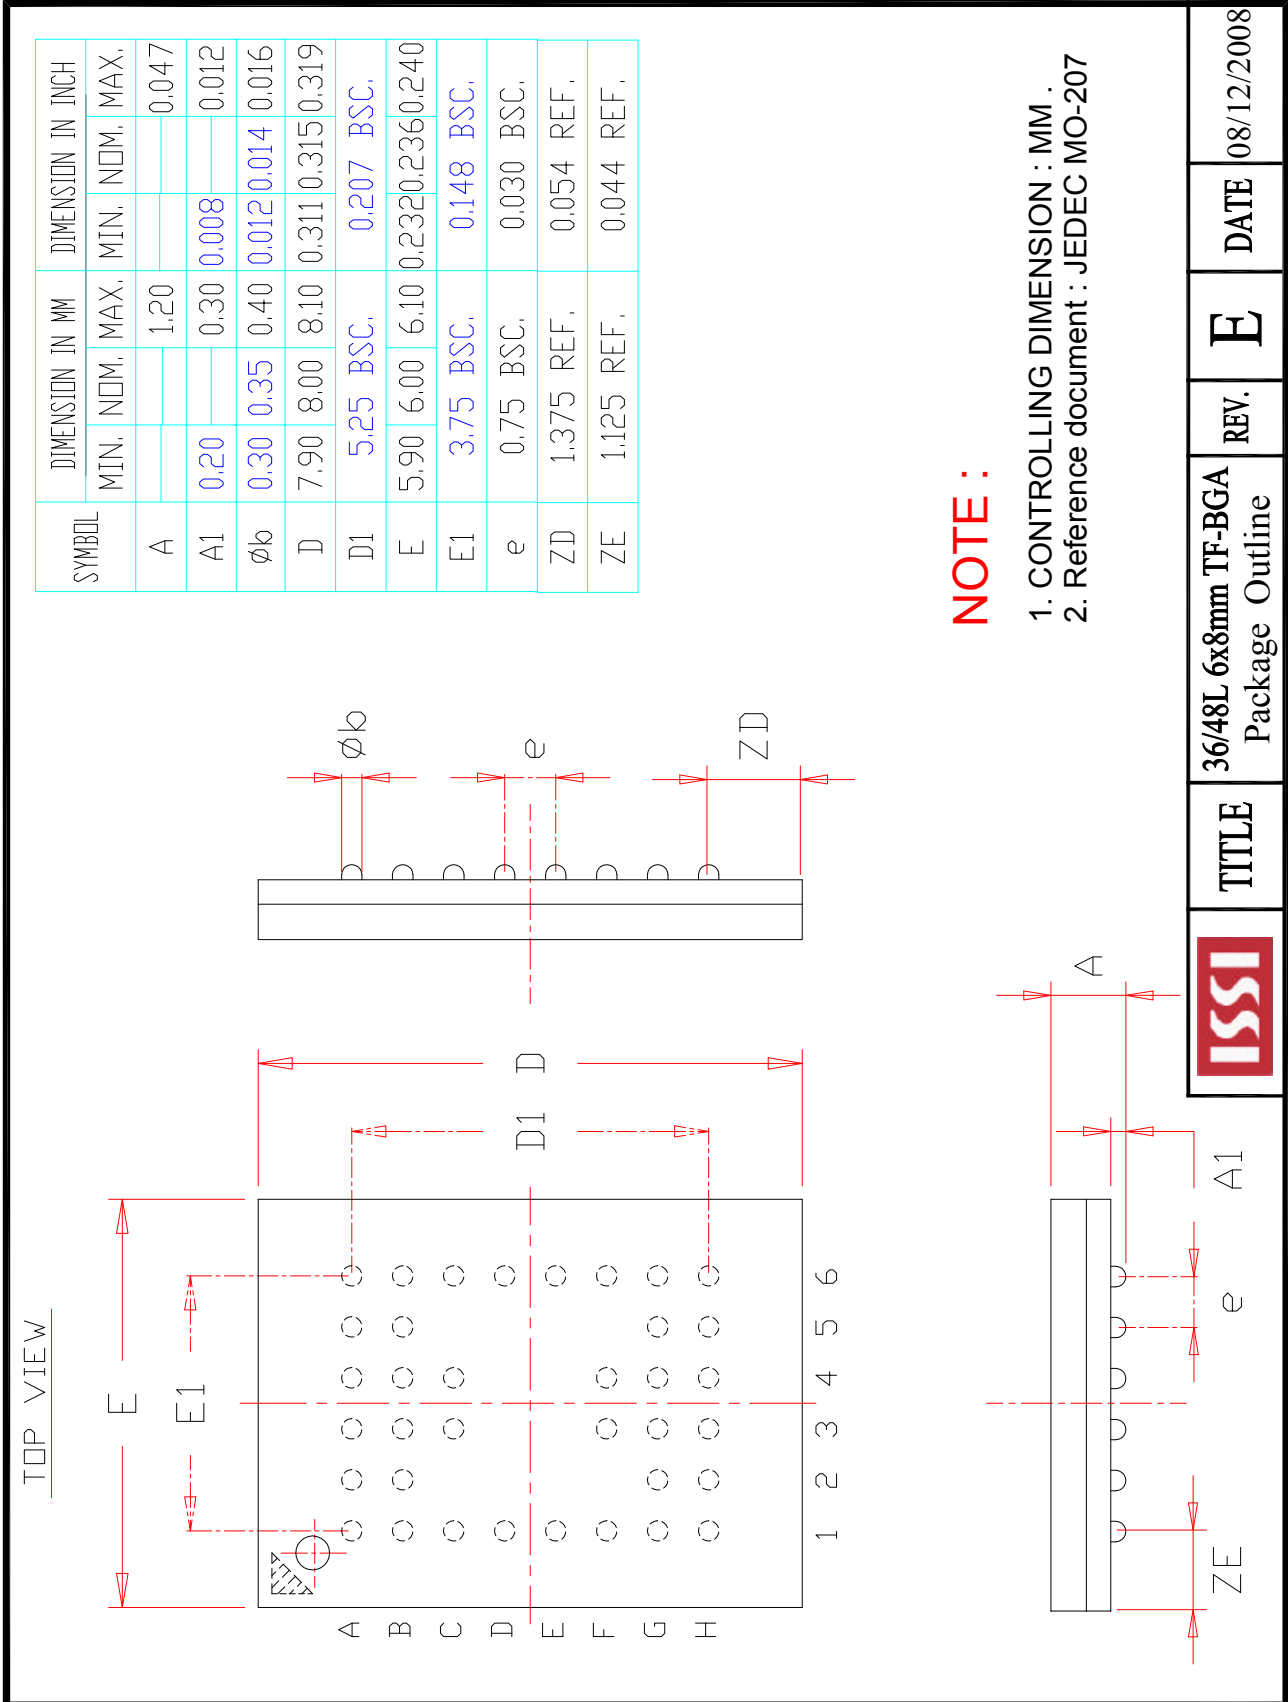 TOP VIEW
E
E1
D1
D
A
B
C
D
E
F
G
H
1 2 3 4 5 6
Øb
e
ZD
A
A1
e
ZE
SYMBOL DIMENSION IN MM DIMENSION IN INCH
MIN. NOM. MAX. MIN. NOM. MAX.
A 1.20 0.047
A1 0.20 0.30 0.008 0.012
Øb 0.30 0.35 0.40 0.012 0.014 0.016
D 7.90 8.00 8.10 0.311 0.315 0.319
D1 5.25 BSC. 0.207 BSC.
E 5.90 6.00 6.10 0.232 0.236 0.240
E1 3.75 BSC. 0.148 BSC.
e 0.75 BSC. 0.030 BSC.
ZD 1.375 REF. 0.054 REF.
ZE 1.125 REF. 0.044 REF.
NOTE :
1. CONTROLLING DIMENSION : MM .
2. Reference document : JEDEC MO-207
ISSI
TITLE
36/48L 6x8mm TF-BGA
Package Outline
REV.
E
DATE
08/12/2008